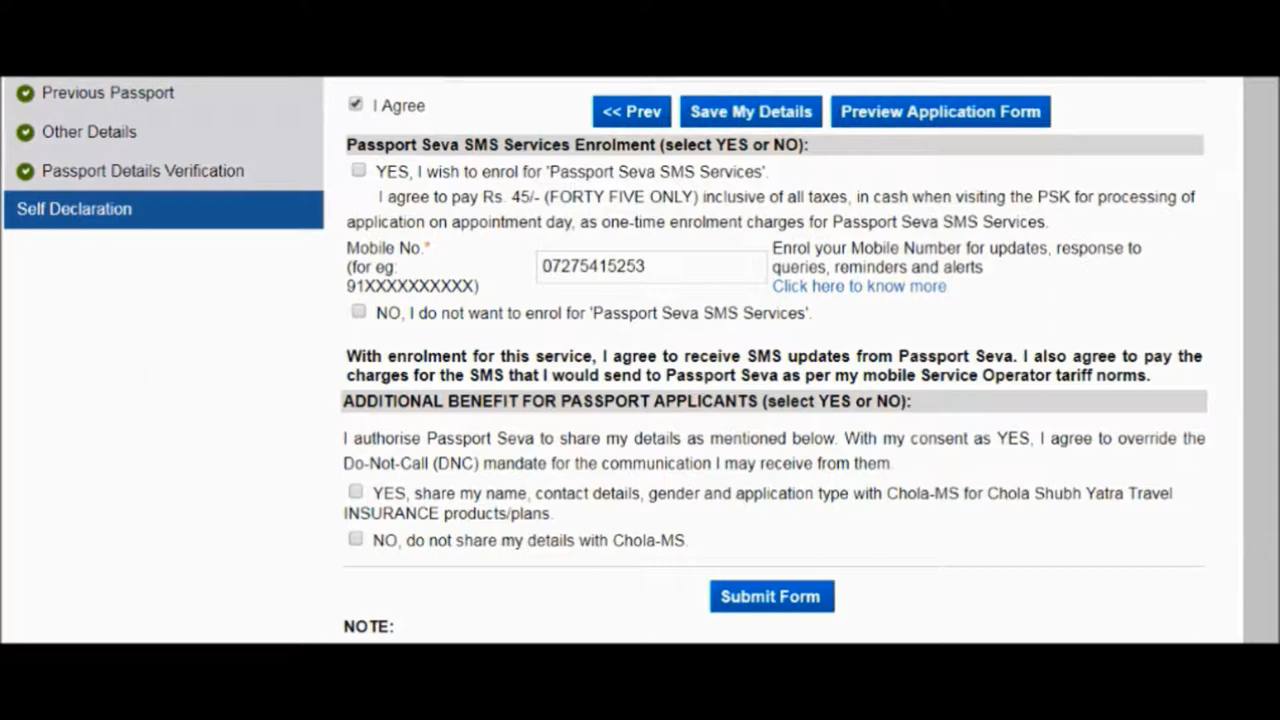 Previous Passport
Other Details
Passport Details Verification
Self Declaration
I Agree
<< Prev
Save My Details
Preview Application Form
Passport Seva SMS Services Enrolment (select YES or NO):
YES, I wish to enrol for 'Passport Seva SMS Services'.
I agree to pay Rs. 45/- (FORTY FIVE ONLY) inclusive of all taxes, in cash when visiting the PSK for processing of
application on appointment day, as one-time enrolment charges for Passport Seva SMS Services.
Mobile No.*
(for eg:
91XXXXXXXXXX)
07275415253
Enrol your Mobile Number for updates, response to
queries, reminders and alerts
Click here to know more
NO, I do not want to enrol for 'Passport Seva SMS Services'.
With enrolment for this service, I agree to receive SMS updates from Passport Seva. I also agree to pay the
charges for the SMS that I would send to Passport Seva as per my mobile Service Operator tariff norms.
ADDITIONAL BENEFIT FOR PASSPORT APPLICANTS (select YES or NO):
I authorise Passport Seva to share my details as mentioned below. With my consent as YES, I agree to override the
Do-Not-Call (DNC) mandate for the communication I may receive from them.
YES, share my name, contact details, gender and application type with Chola-MS for Chola Shubh Yatra Travel
INSURANCE products/plans.
NO, do not share my details with Chola-MS.
Submit Form
NOTE: